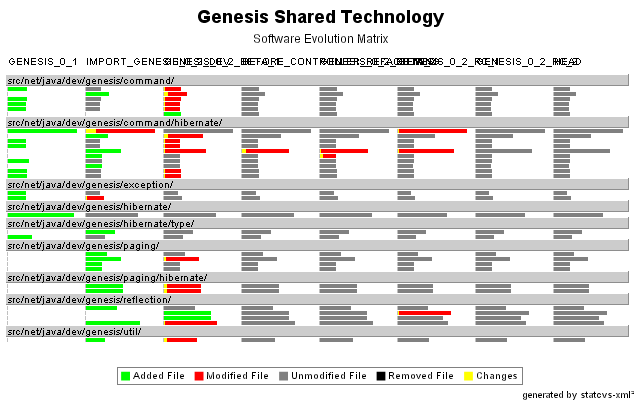 Genesis Shared Technology
Software Evolution Matrix
GENESIS_0_1 IMPORT_GENESIS BEFORE_ GENESIS_0_2_ HEAD
src/net/java/dev/genesis/command/
src/net/java/dev/genesis/command/hibernate/
src/net/java/dev/genesis/exception/
src/net/java/dev/genesis/hibernate/
src/net/java/dev/genesis/hibernate/type/
src/net/java/dev/genesis/paging/
src/net/java/dev/genesis/paging/hibernate/
src/net/java/dev/genesis/reflection/
src/net/java/dev/genesis/util/
Added File Modified File Unmodified File Removed File Changes
generated by statcvs-xml²